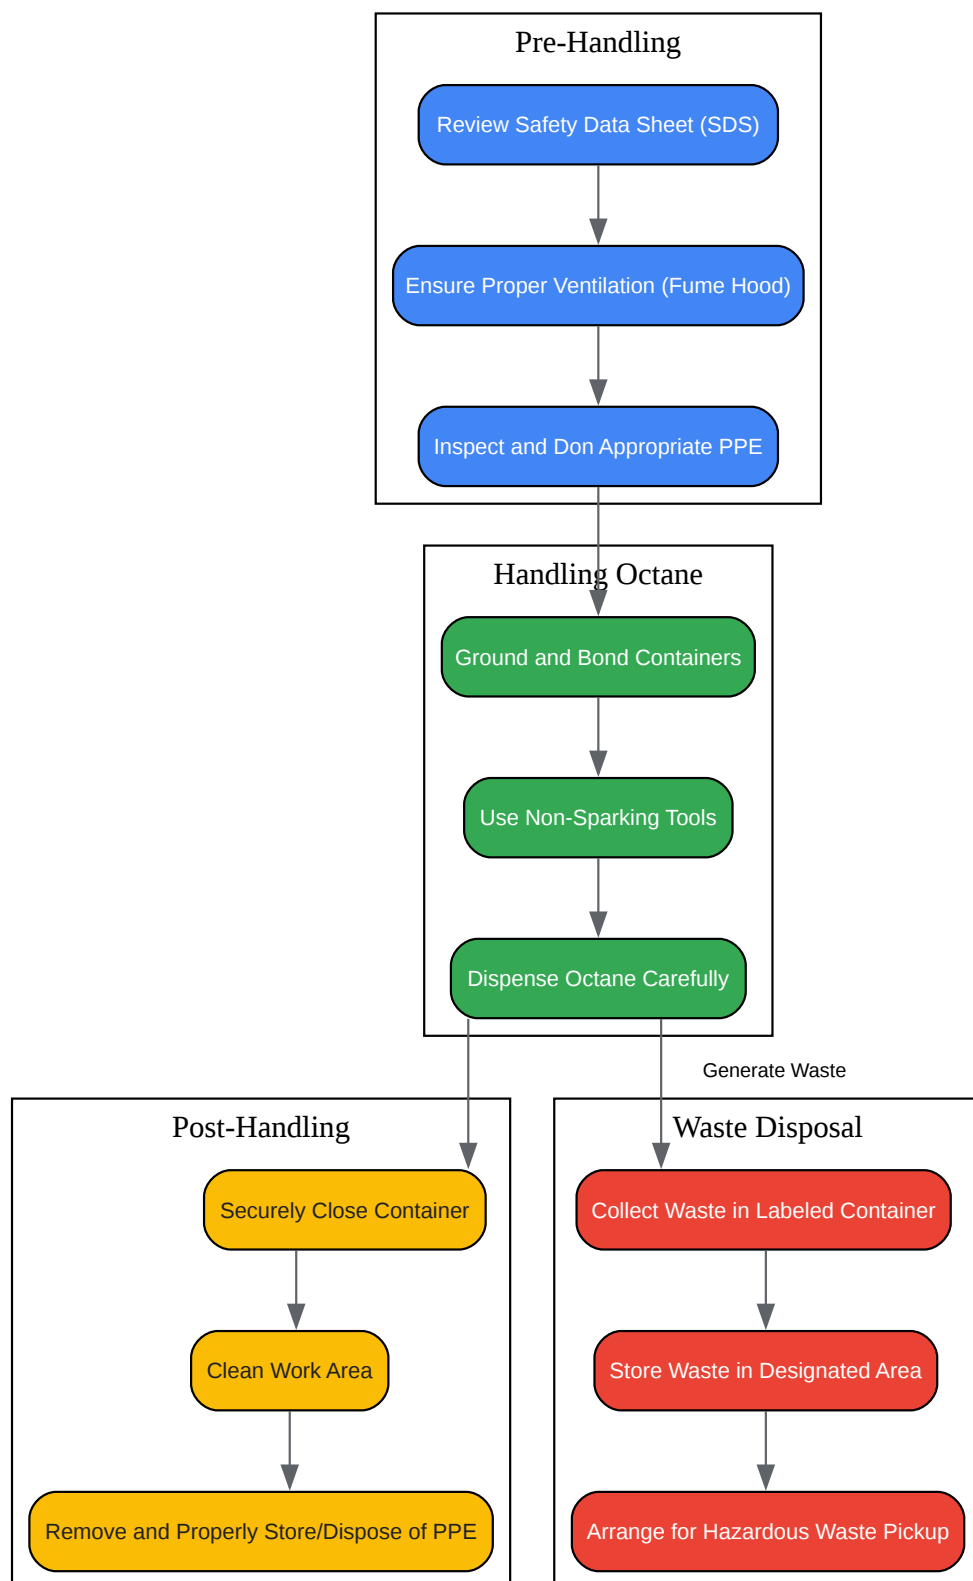 Pre-Handling
Review Safety Data Sheet (SDS)
Ensure Proper Ventilation (Fume Hood)
Inspect and Don Appropriate PPE
Handling Octane
Ground and Bond Containers
Use Non-Sparking Tools
Dispense Octane Carefully
Generate Waste
Post-Handling
Securely Close Container
Clean Work Area
Remove and Properly Store/Dispose of PPE
Waste Disposal
Collect Waste in Labeled Container
Store Waste in Designated Area
Arrange for Hazardous Waste Pickup